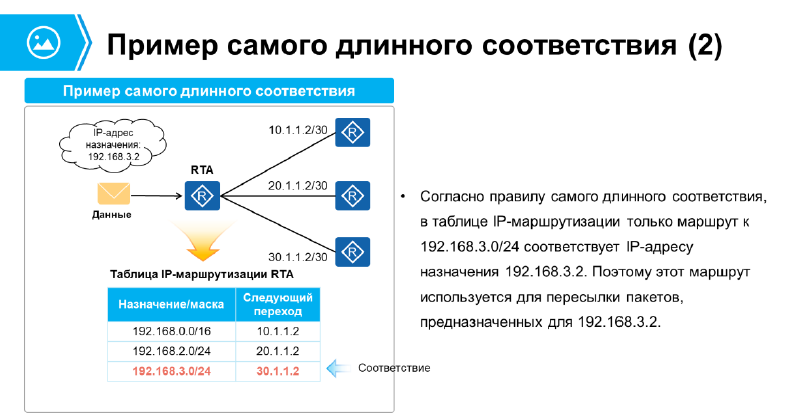 Пример самого длинного соответствия (2)
Пример самого длинного соответствия
IP-адрес
назначения:
192.168.3.2
Данные
RTA
R
10.1.1.2/30
R
20.1.1.2/30
R
30.1.1.2/30
R
Таблица IP-маршрутизации RTA
Назначение/маска Следующий переход
192.168.0.0/16 10.1.1.2
192.168.2.0/24 20.1.1.2
192.168.3.0/24 30.1.1.2
Соответствие
• Согласно правилу самого длинного соответствия,
в таблице IP-маршрутизации только маршрут к
192.168.3.0/24 соответствует IP-адресу
назначения 192.168.3.2. Поэтому этот маршрут
используется для пересылки пакетов,
предназначенных для 192.168.3.2.